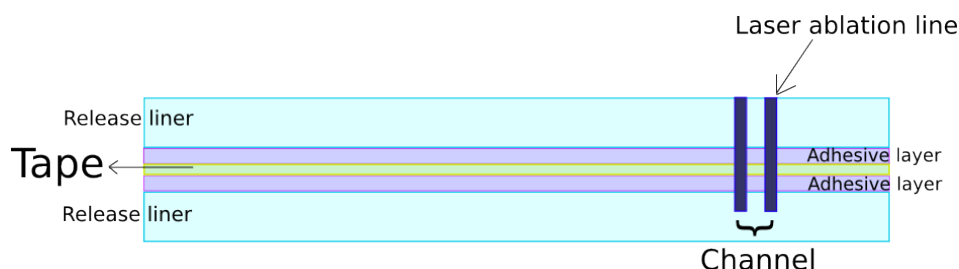 Laser ablation line
Release liner
Adhesive layer
Tape
Adhesive layer
Release liner
Channel